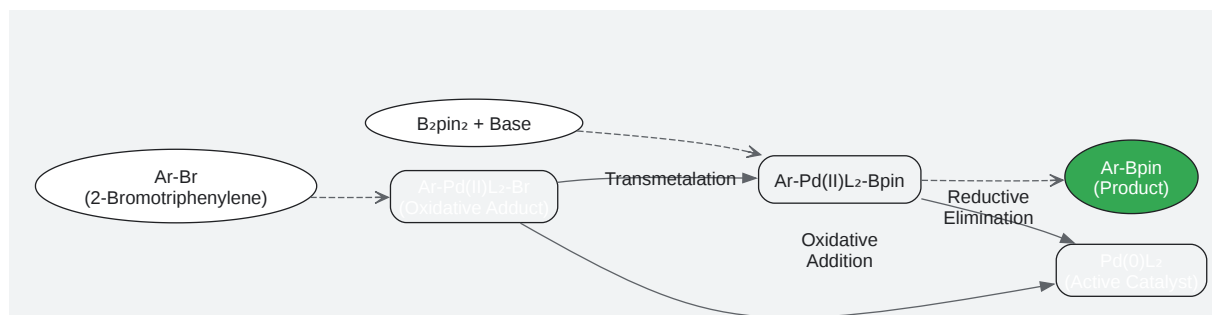 B₂pin₂ + Base
Ar-Br
(2-Bromotriphenylene)
Ar-Pd(II)L₂-Br
(Oxidative Adduct)
Transmetalation
Ar-Pd(II)L₂-Bpin
Ar-Bpin
(Product)
Reductive
Elimination
Oxidative
Addition
Pd(0)L₂
(Active Catalyst)